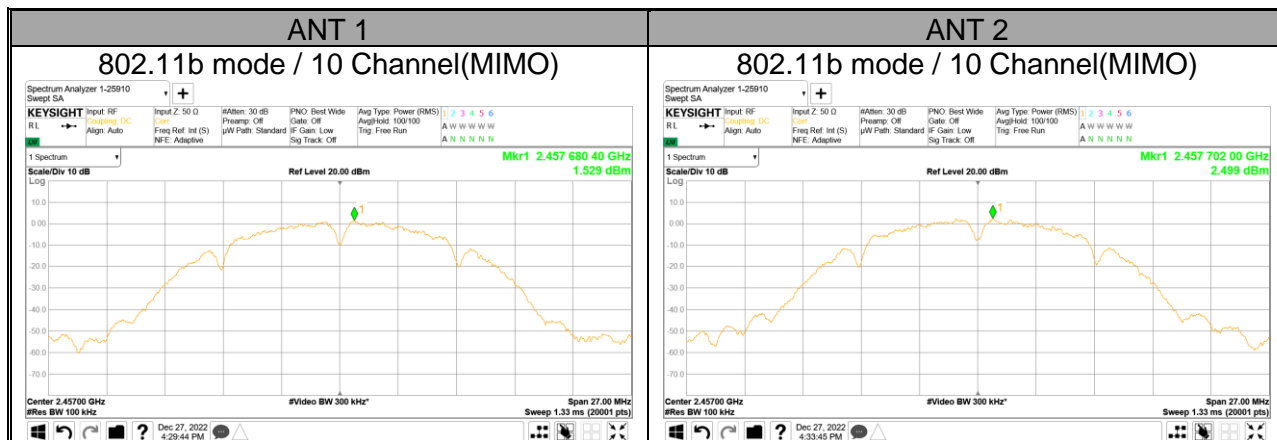 ANT 1
ANT 2
802.11b mode / 10 Channel(MIMO)
802.11b mode / 10 Channel(MIMO)
Spectrum Analyzer 1-25910
Swept SA
KEYSIGHT Input: RF Input Z: 50 Ω #Atten: 30 dB PNO: Best Wide Avg Type: Power (RMS) 1 2 3 4 5 6
R L Coupling: DC Corr Preamp: Off Gate: Off Avg|Hold: 100/100 A W W W W W
Align: Auto Freq Ref: Int (S) µW Path: Standard IF Gain: Low Trig: Free Run
NFE: Adaptive Sig Track: Off A N N N N N
1 Spectrum
Mkr1 2.457 680 40 GHz
Scale/Div 10 dB Ref Level 20.00 dBm 1.529 dBm
Log
1
10.0
0.00
-10.0
-20.0
-30.0
-40.0
-50.0
-60.0
-70.0
Center 2.45700 GHz #Video BW 300 kHz* Span 27.00 MHz
#Res BW 100 kHz Sweep 1.33 ms (20001 pts)
Dec 27, 2022
4:29:44 PM
Spectrum Analyzer 1-25910
Swept SA
KEYSIGHT Input: RF Input Z: 50 Ω #Atten: 30 dB PNO: Best Wide Avg Type: Power (RMS) 1 2 3 4 5 6
R L Coupling: DC Corr Preamp: Off Gate: Off Avg|Hold: 100/100 A W W W W W
Align: Auto Freq Ref: Int (S) µW Path: Standard IF Gain: Low Trig: Free Run
NFE: Adaptive Sig Track: Off A N N N N N
1 Spectrum
Mkr1 2.457 702 00 GHz
Scale/Div 10 dB Ref Level 20.00 dBm 2.499 dBm
Log
1
10.0
0.00
-10.0
-20.0
-30.0
-40.0
-50.0
-60.0
-70.0
Center 2.45700 GHz #Video BW 300 kHz* Span 27.00 MHz
#Res BW 100 kHz Sweep 1.33 ms (20001 pts)
Dec 27, 2022
4:33:45 PM